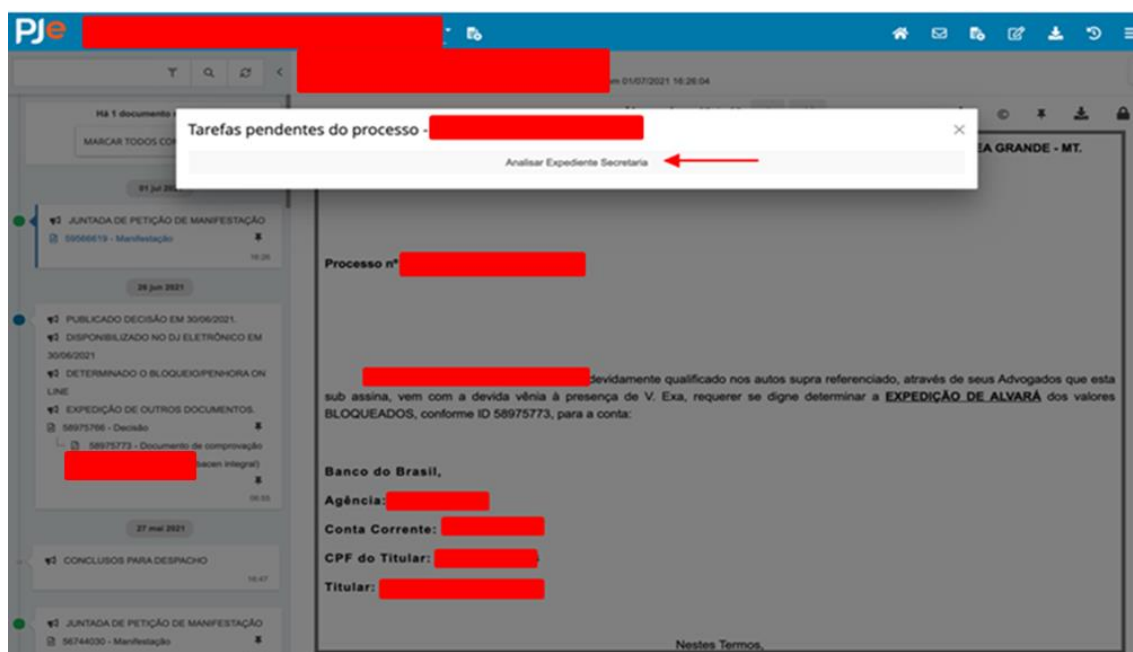 PJe
em 01/07/2021 16:26:04
Há 1 documento
MARCAR TODOS CO
Tarefas pendentes do processo -
Analisar Expediente Secretaria
EA GRANDE - MT.
01 jul 202
JUNTADA DE PETIÇÃO DE MANIFESTAÇÃO
59566619 - Manifestação
16:26
28 jun 2021
PUBLICADO DECISÃO EM 30/06/2021.
DISPONIBILIZADO NO DJ ELETRÔNICO EM
30/06/2021
DETERMINADO O BLOQUEIO/PENHORA ON
LINE
EXPEDIÇÃO DE OUTROS DOCUMENTOS.
58975766 - Decisão
58975773 - Documento de comprovação
bacen integral)
27 mai 2021
CONCLUSOS PARA DESPACHO
16:47
JUNTADA DE PETIÇÃO DE MANIFESTAÇÃO
56744030 - Manifestação
Processo nº
devidamente qualificado nos autos supra referenciado, através de seus Advogados que esta
sub assina, vem com a devida vênia à presença de V. Exa, requerer se digne determinar a EXPEDIÇÃO DE ALVARÁ dos valores
BLOQUEADOS, conforme ID 58975773, para a conta:
Banco do Brasil,
Agência:
Conta Corrente:
CPF do Titular:
Titular:
Nestes Termos,